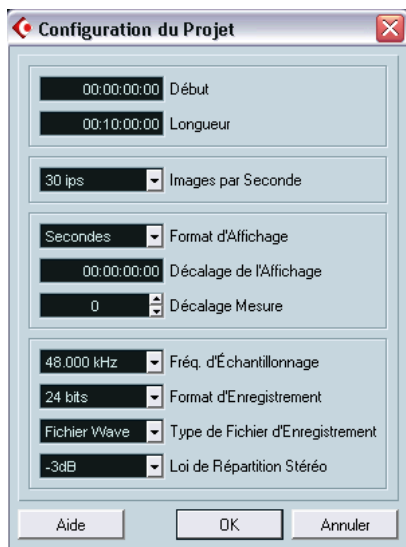 Configuration du Projet
00:00:00:00 Début
00:10:00:00 Longueur
30 ips Images par Seconde
Secondes Format d'Affichage
00:00:00:00 Décalage de l'Affichage
0 Décalage Mesure
48.000 kHz Fréq. d'Échantillonnage
24 bits Format d'Enregistrement
Fichier Wave Type de Fichier d'Enregistrement
-3dB Loi de Répartition Stéréo
Aide OK Annuler